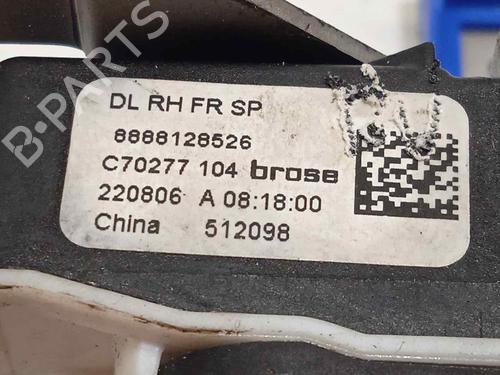 B-PARTS
DL RH FR SP
8888128526
C70277 104 brose
220806 A 08:18:00
China 512098